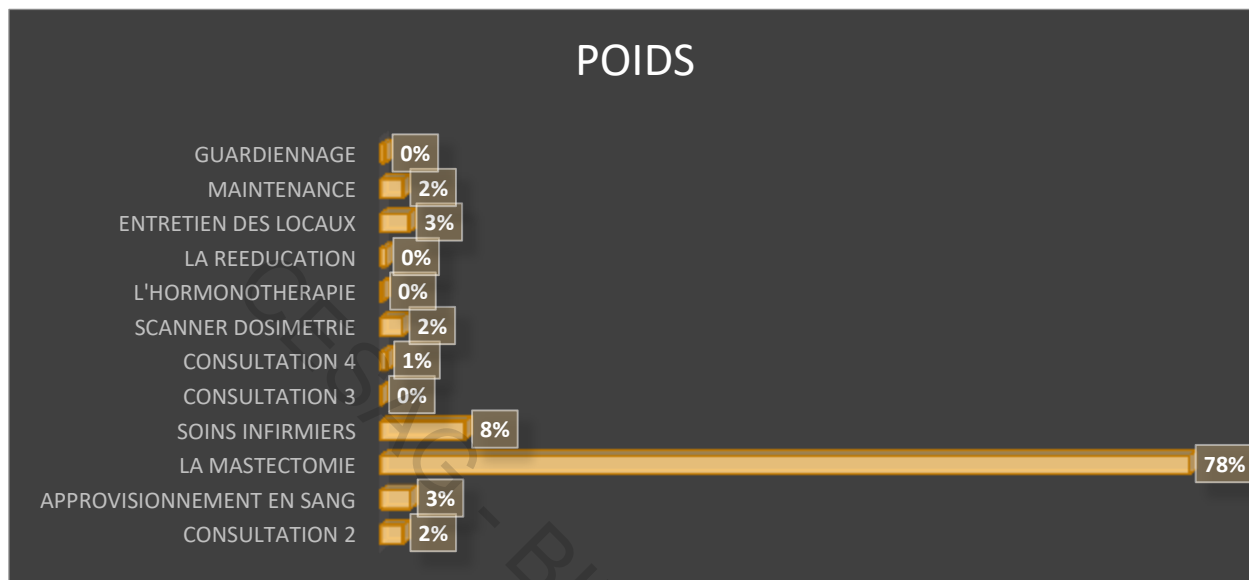 POIDS
GUARDIENNAGE 0%
MAINTENANCE 2%
ENTRETIEN DES LOCAUX 3%
LA REEDUCATION 0%
L'HORMONOTHERAPIE 0%
SCANNER DOSIMETRIE 2%
CONSULTATION 4 1%
CONSULTATION 3 0%
SOINS INFIRMIERS 8%
LA MASTECTOMIE 78%
APPROVISIONNEMENT EN SANG 3%
CONSULTATION 2 2%
CESAG -